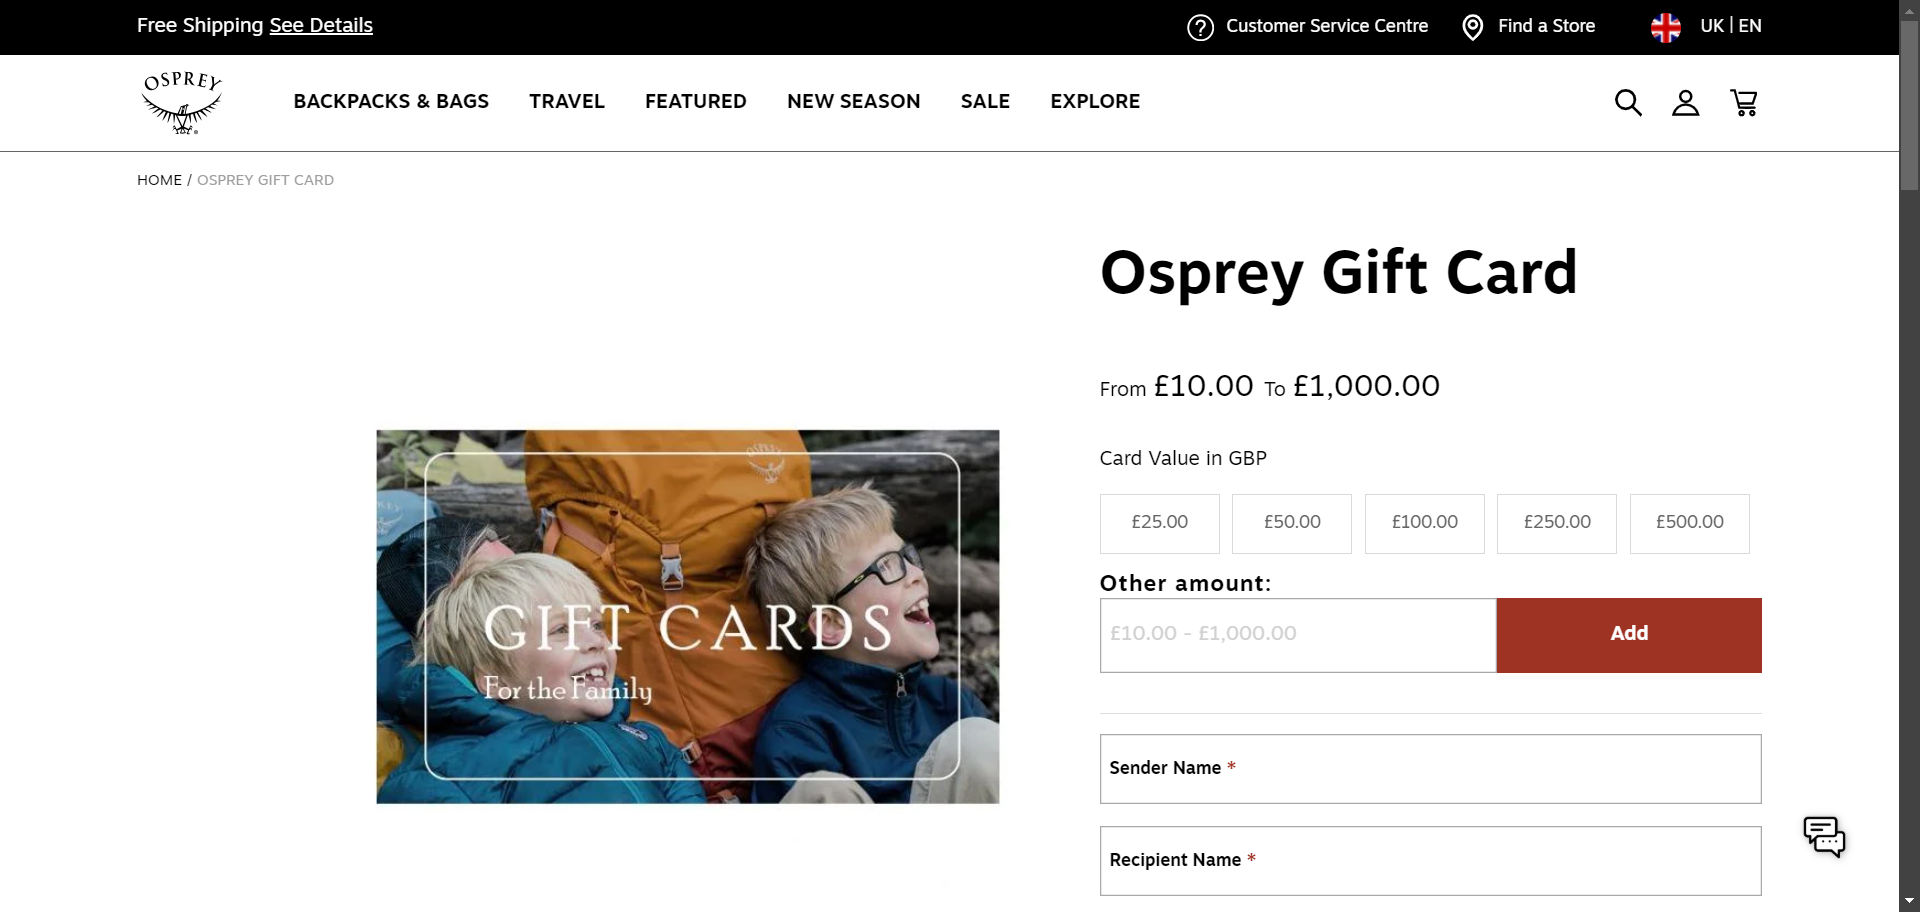 Free Shipping See Details
Customer Service Centre
Find a Store
UK | EN
OSPREY
BACKPACKS & BAGS
TRAVEL
FEATURED
NEW SEASON
SALE
EXPLORE
HOME / OSPREY GIFT CARD
Osprey Gift Card
From £10.00 To £1,000.00
Card Value in GBP
£25.00
£50.00
£100.00
£250.00
£500.00
Other amount:
£10.00 - £1,000.00
Add
Sender Name *
Recipient Name *
OSPREY
GIFT CARDS
For the Family